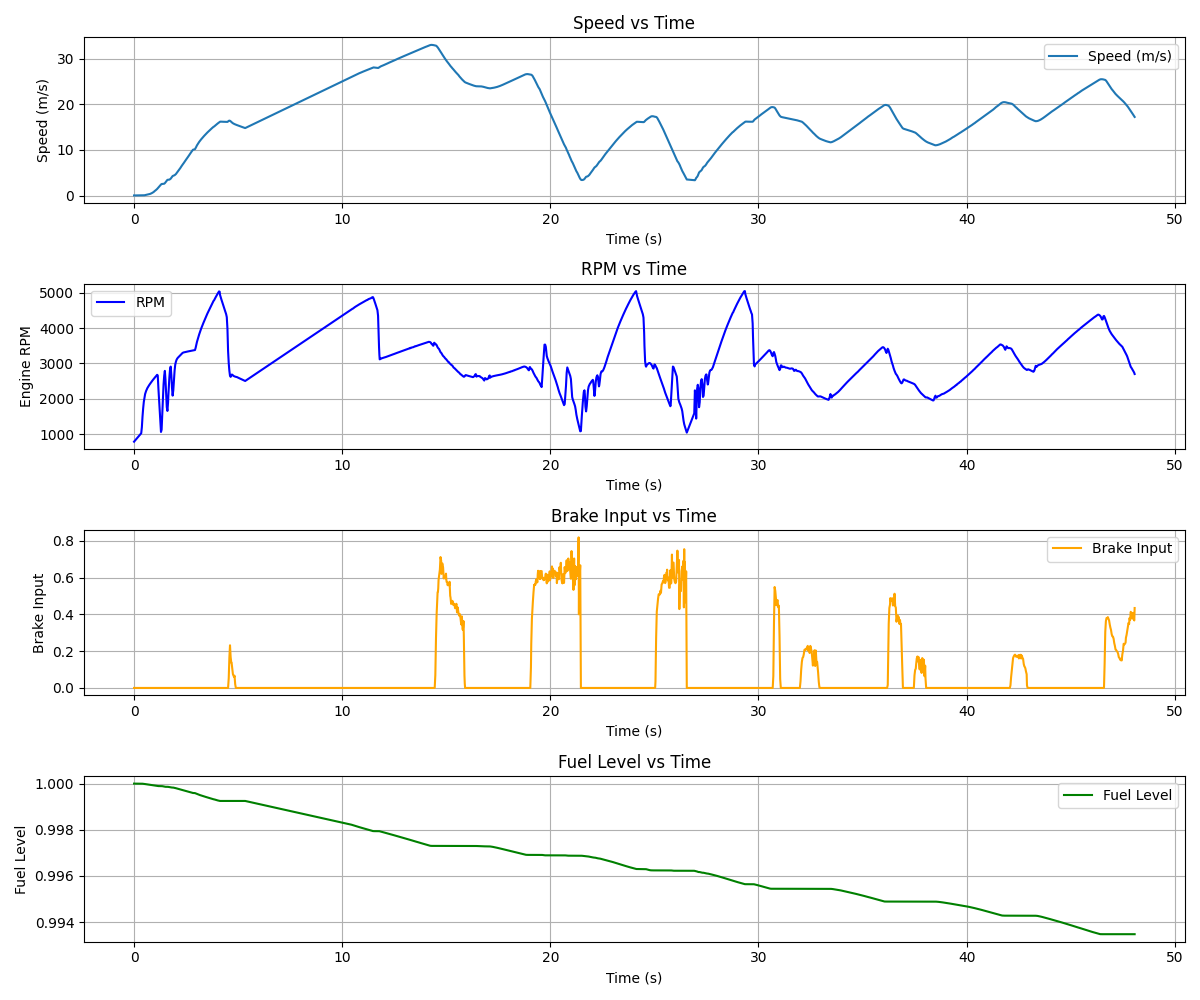 Speed vs Time
Speed (m/s)
30
20
10
0
Speed (m/s)
0 10 20 30 40 50
Time (s)
RPM vs Time
Engine RPM
5000
4000
3000
2000
1000
RPM
0 10 20 30 40 50
Time (s)
Brake Input vs Time
Brake Input
0.8
0.6
0.4
0.2
0.0
Brake Input
0 10 20 30 40 50
Time (s)
Fuel Level vs Time
Fuel Level
1.000
0.998
0.996
0.994
Fuel Level
0 10 20 30 40 50
Time (s)